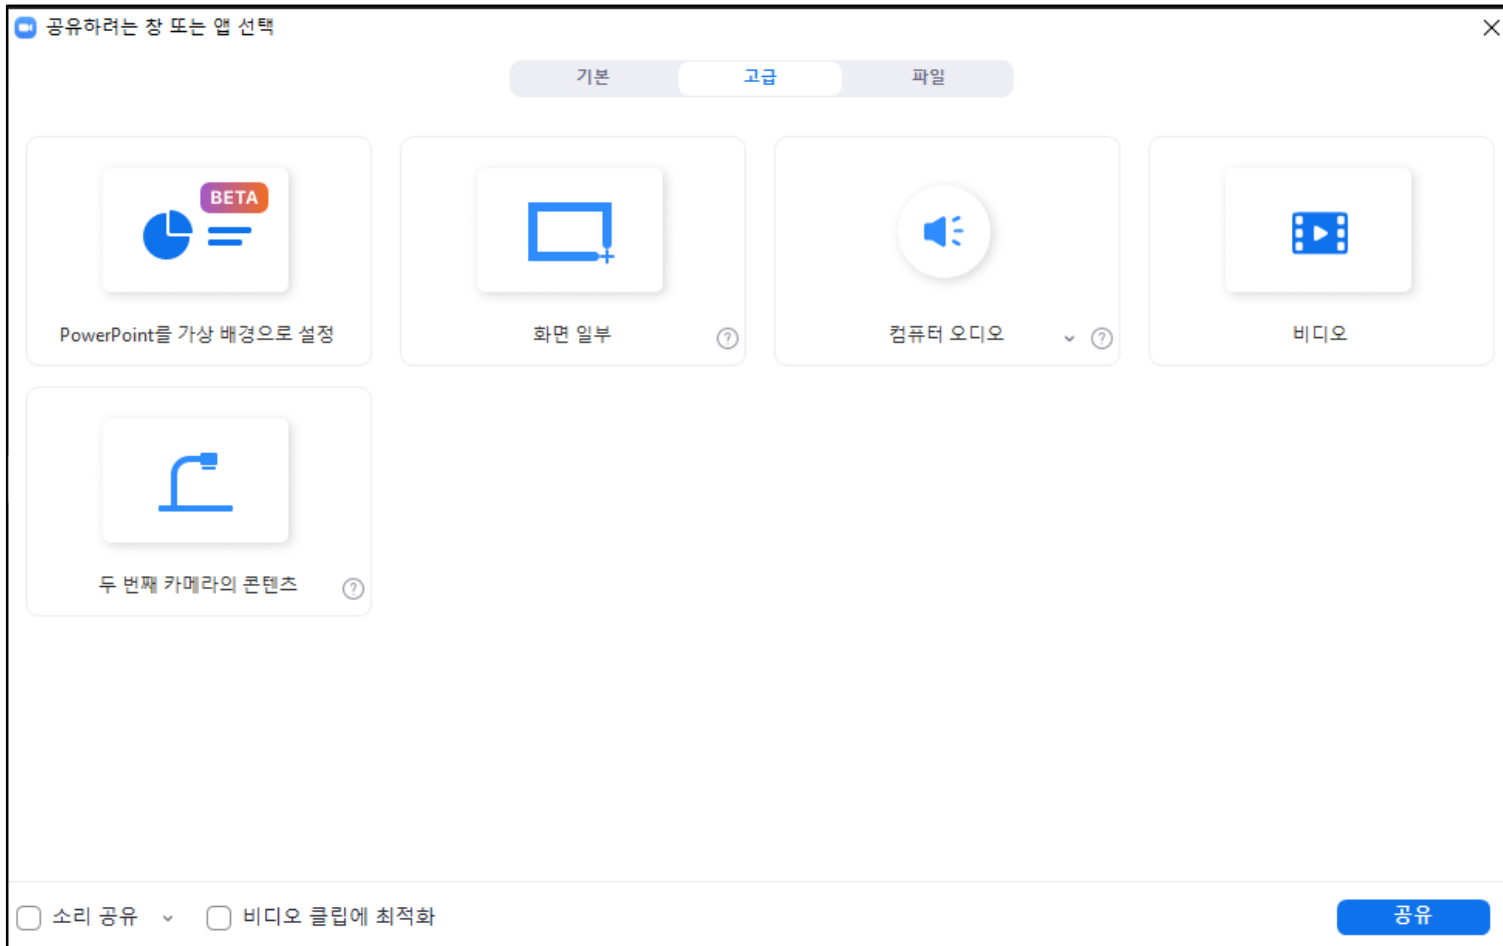 공유하려는 창 또는 앱 선택
기본
고급
파일
BETA
PowerPoint를 가상 배경으로 설정
화면 일부
?
컴퓨터 오디오
?
비디오
두 번째 카메라의 콘텐츠
?
소리 공유
비디오 클립에 최적화
공유